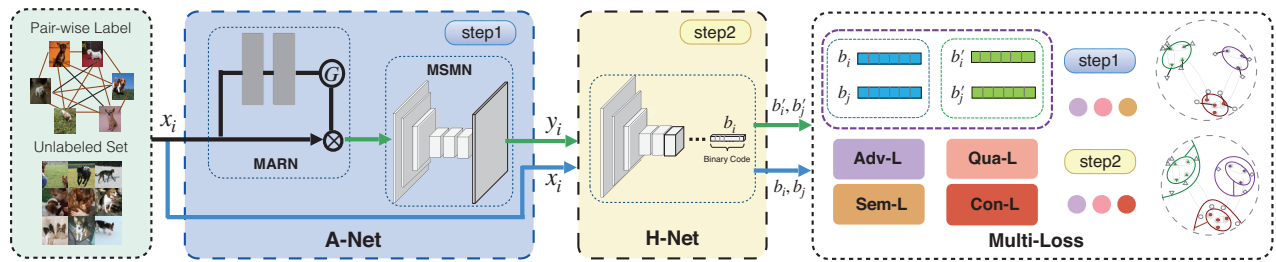 Pair-wise Label
Unlabeled Set
x_i
step1
G
MSMN
MARN
A-Net
y_i
x_i
step2
b_i
Binary Code
H-Net
b'_i, b'_j
b_i, b_j
b_i
b_j
b'_i
b'_j
step1
Adv-L
Qua-L
step2
Sem-L
Con-L
Multi-Loss